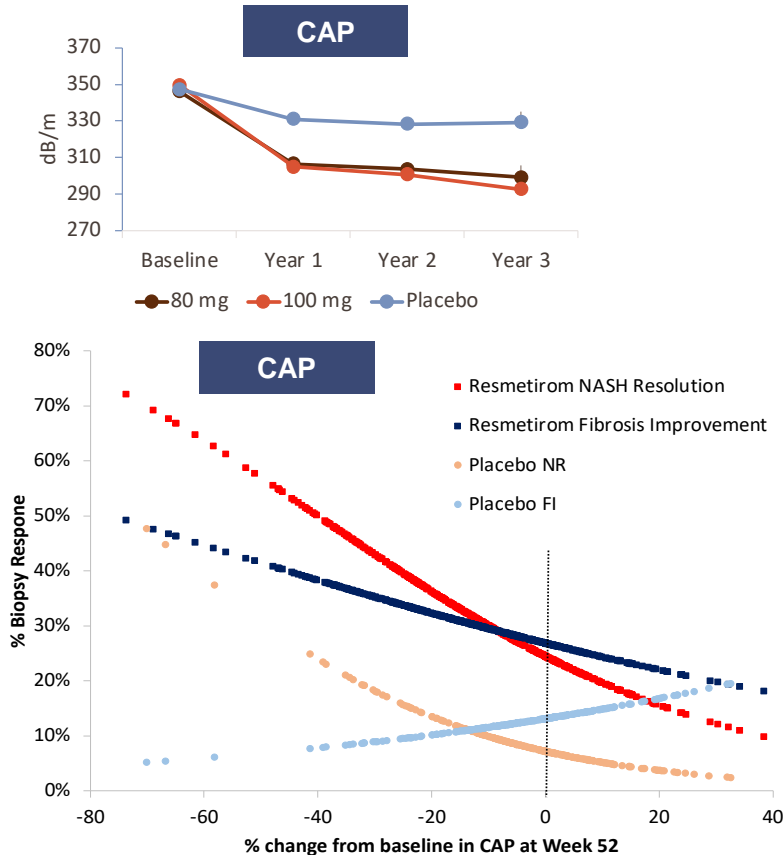 CAP
370
350
330
310
290
270
dB/m
Baseline Year 1 Year 2 Year 3
80 mg 100 mg Placebo
CAP
80%
70%
60%
50%
40%
30%
20%
10%
0%
% Biopsy Respone
Resmetirom NASH Resolution
Resmetirom Fibrosis Improvement
Placebo NR
Placebo FI
-80 -60 -40 -20 0 20 40
% change from baseline in CAP at Week 52